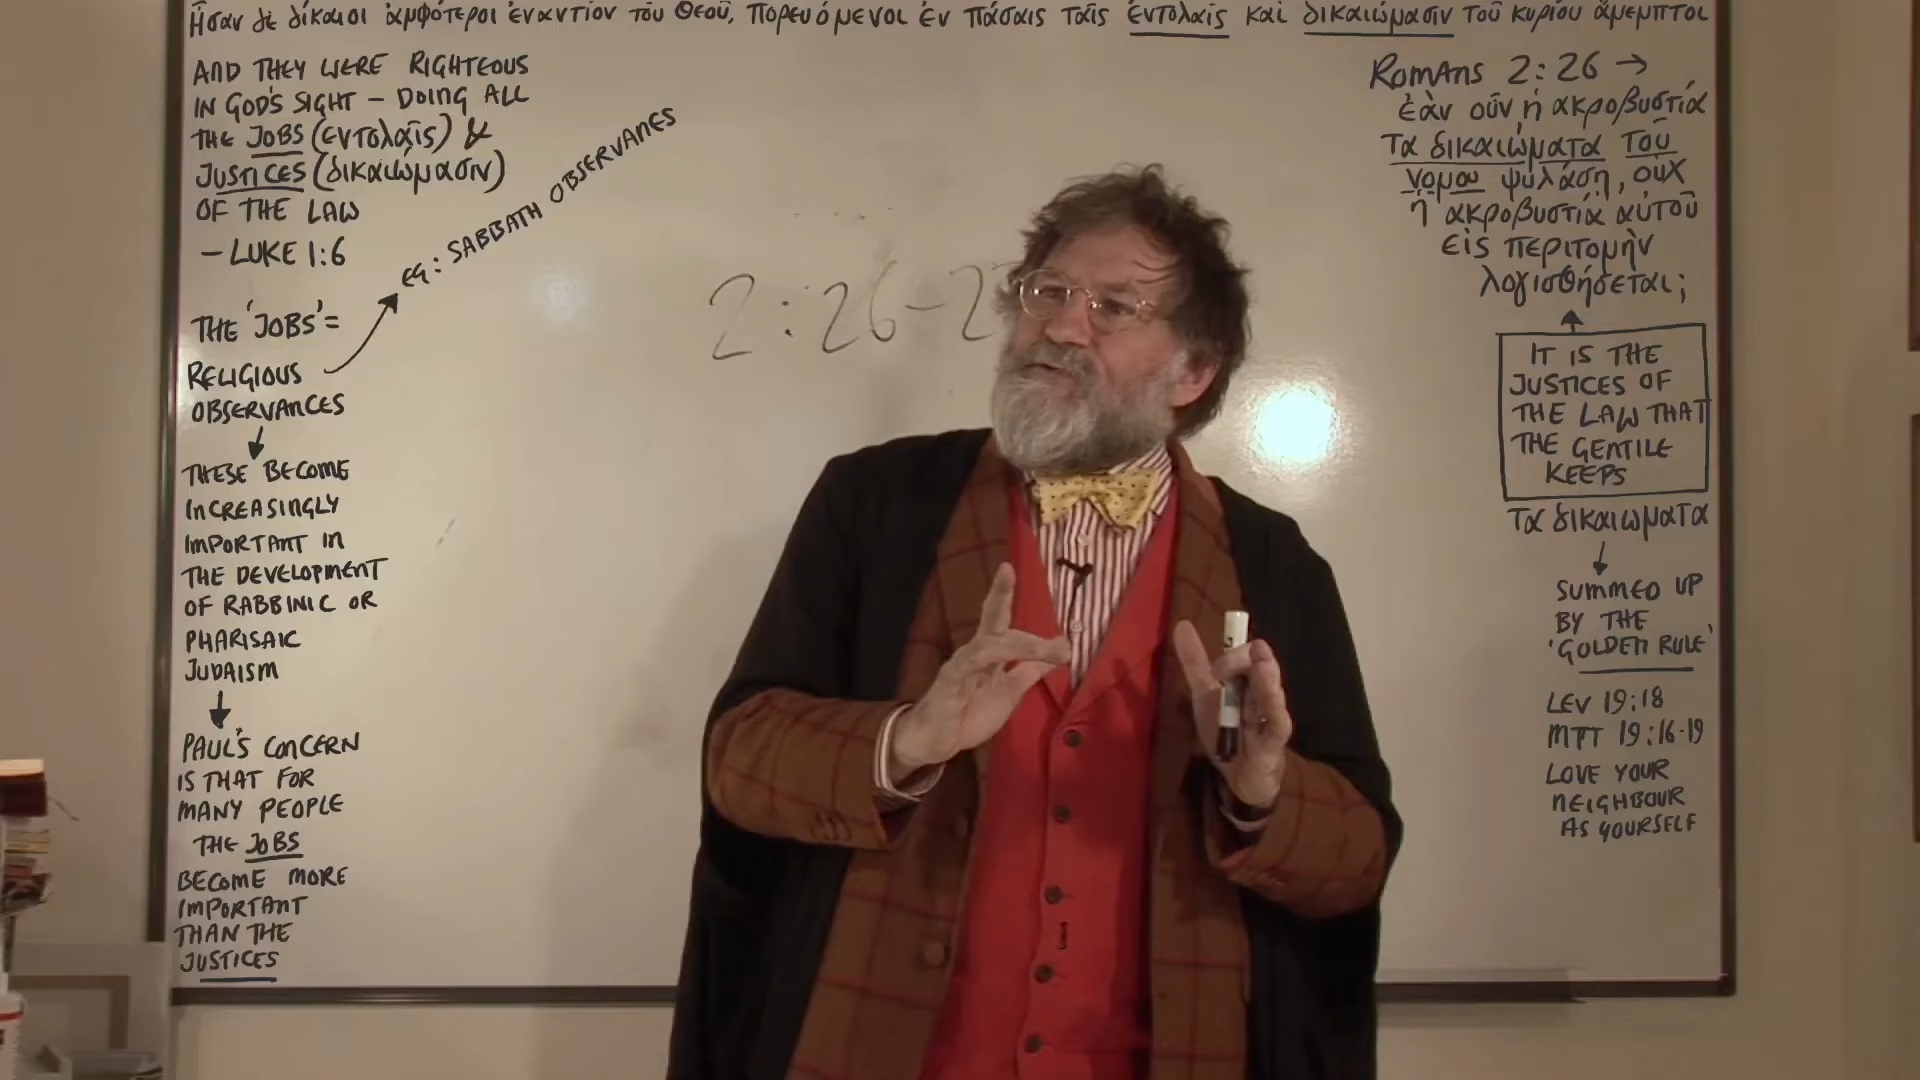 Ἦσαν δὲ δίκαιοι ἀμφότεροι ἐναντίον τοῦ Θεοῦ, πορευόμενοι ἐν πάσαις ταῖς ἐντολαῖς καὶ δικαιώμασιν τοῦ κυρίου ἄμεμπτοι
AND THEY WERE RIGHTEOUS
IN GOD'S SIGHT – DOING ALL
THE JOBS (εντολαῖς) &
JUSTICES (δικαιώμασιν)
OF THE LAW
– LUKE 1:6
EG: SABBATH OBSERVANES
THE 'JOBS' =
RELIGIOUS
OBSERVANCES
THESE BECOME
INCREASINGLY
IMPORTANT IN
THE DEVELOPMENT
OF RABBINIC OR
PHARISAIC
JUDAISM
PAUL'S CONCERN
IS THAT FOR
MANY PEOPLE
THE JOBS
BECOME MORE
IMPORTANT
THAN THE
JUSTICES
2:26-2
ROMANS 2:26 →
ἐὰν οὖν ἡ ακροβυστία
τα δικαιώματα τοῦ
νομου φυλάσῃ, οὐχ
ἡ ακροβυστία αὐτοῦ
εἰς περιτομὴν
λογισθήσεται;
IT IS THE
JUSTICES OF
THE LAW THAT
THE GENTILE
KEEPS
τα δικαιωματα
SUMMED UP
BY THE
'GOLDEN RULE'
LEV 19:18
MTT 19:16-19
LOVE YOUR
NEIGHBOUR
AS YOURSELF